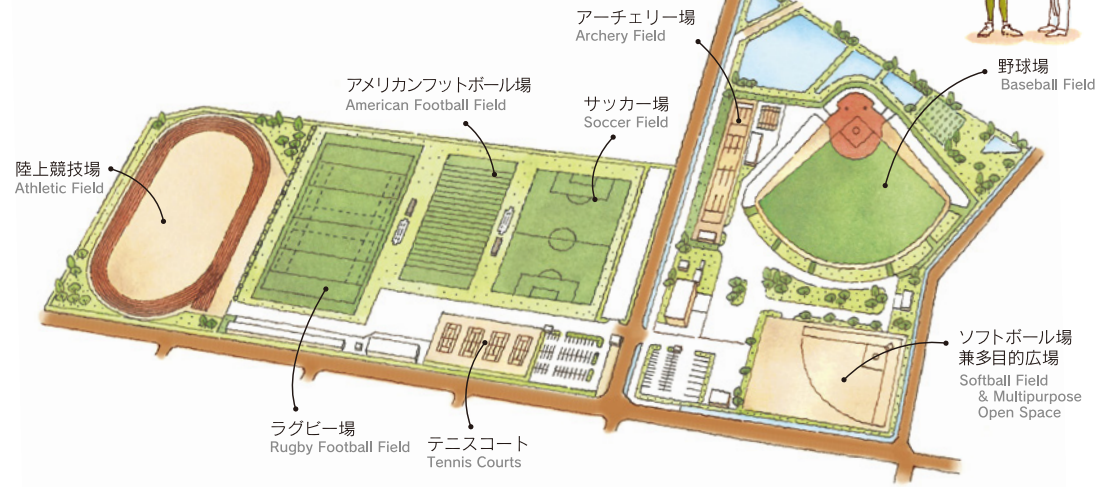 アーチェリー場
Archery Field
野球場
Baseball Field
アメリカンフットボール場
American Football Field
サッカー場
Soccer Field
陸上競技場
Athletic Field
ソフトボール場
兼多目的広場
Softball Field
& Multipurpose
Open Space
ラグビー場
Rugby Football Field
テニスコート
Tennis Courts